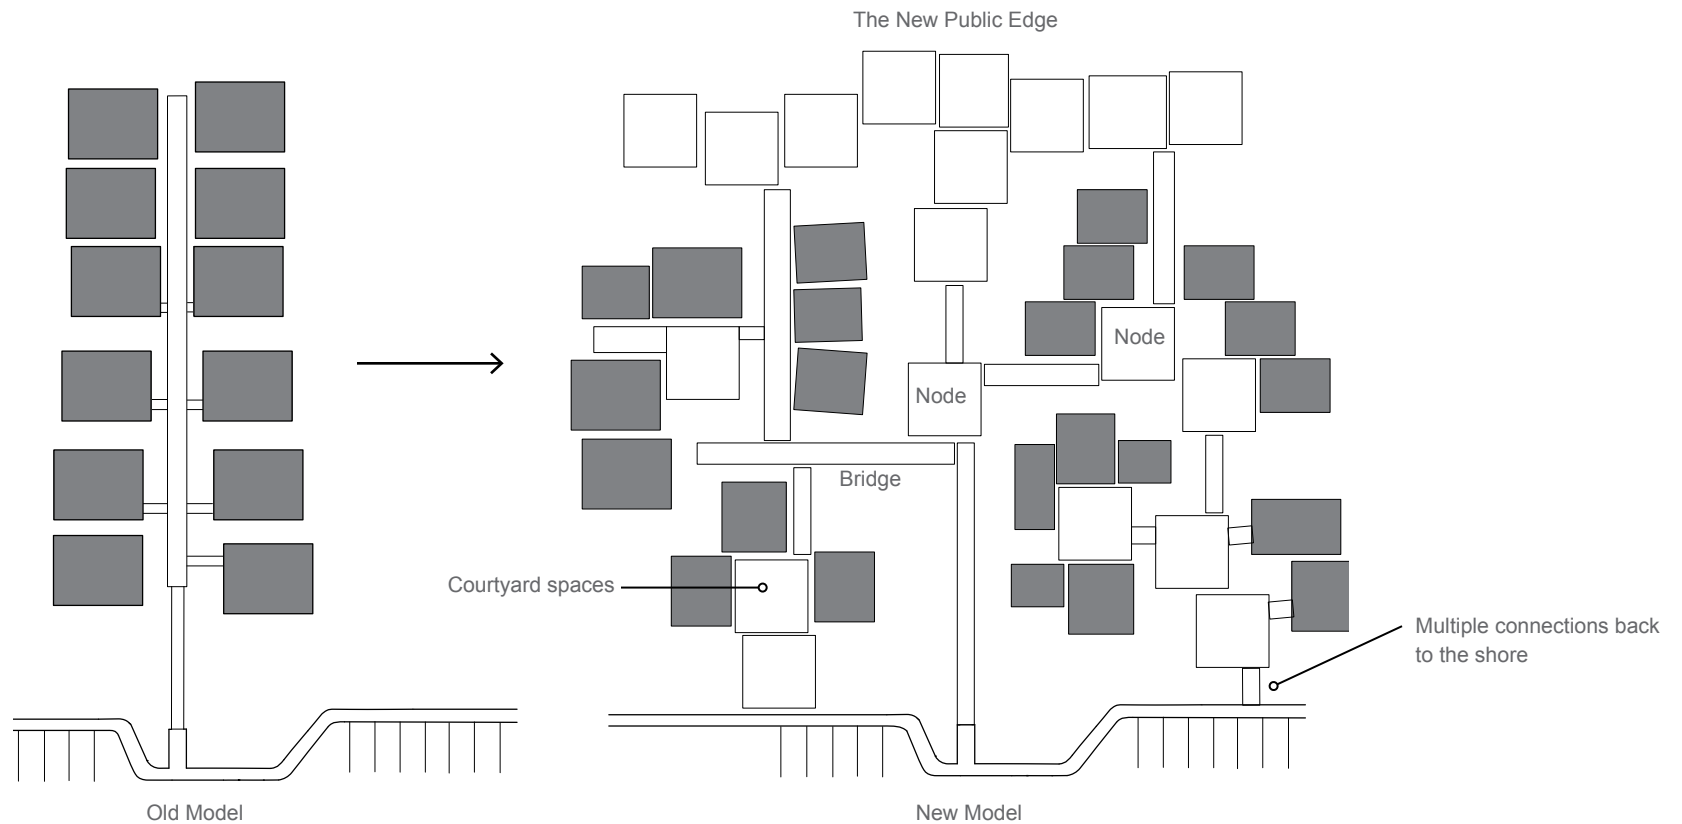 The New Public Edge
Node
Node
Bridge
Courtyard spaces
Multiple connections back
to the shore
Old Model
New Model